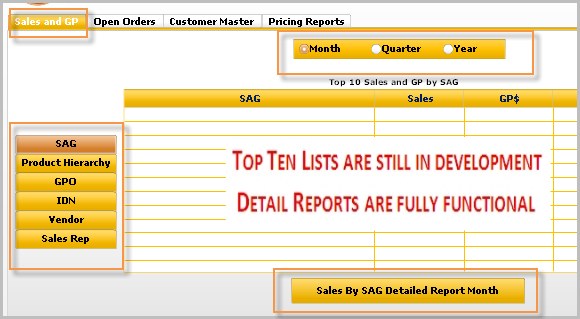 Sales and GP Open Orders Customer Master Pricing Reports
Month Quarter Year
Top 10 Sales and GP by SAG
SAG Sales GP$
SAG
Product Hierarchy
GPO
IDN
Vendor
Sales Rep
Top Ten Lists are still in development
Detail Reports are fully functional
Sales By SAG Detailed Report Month